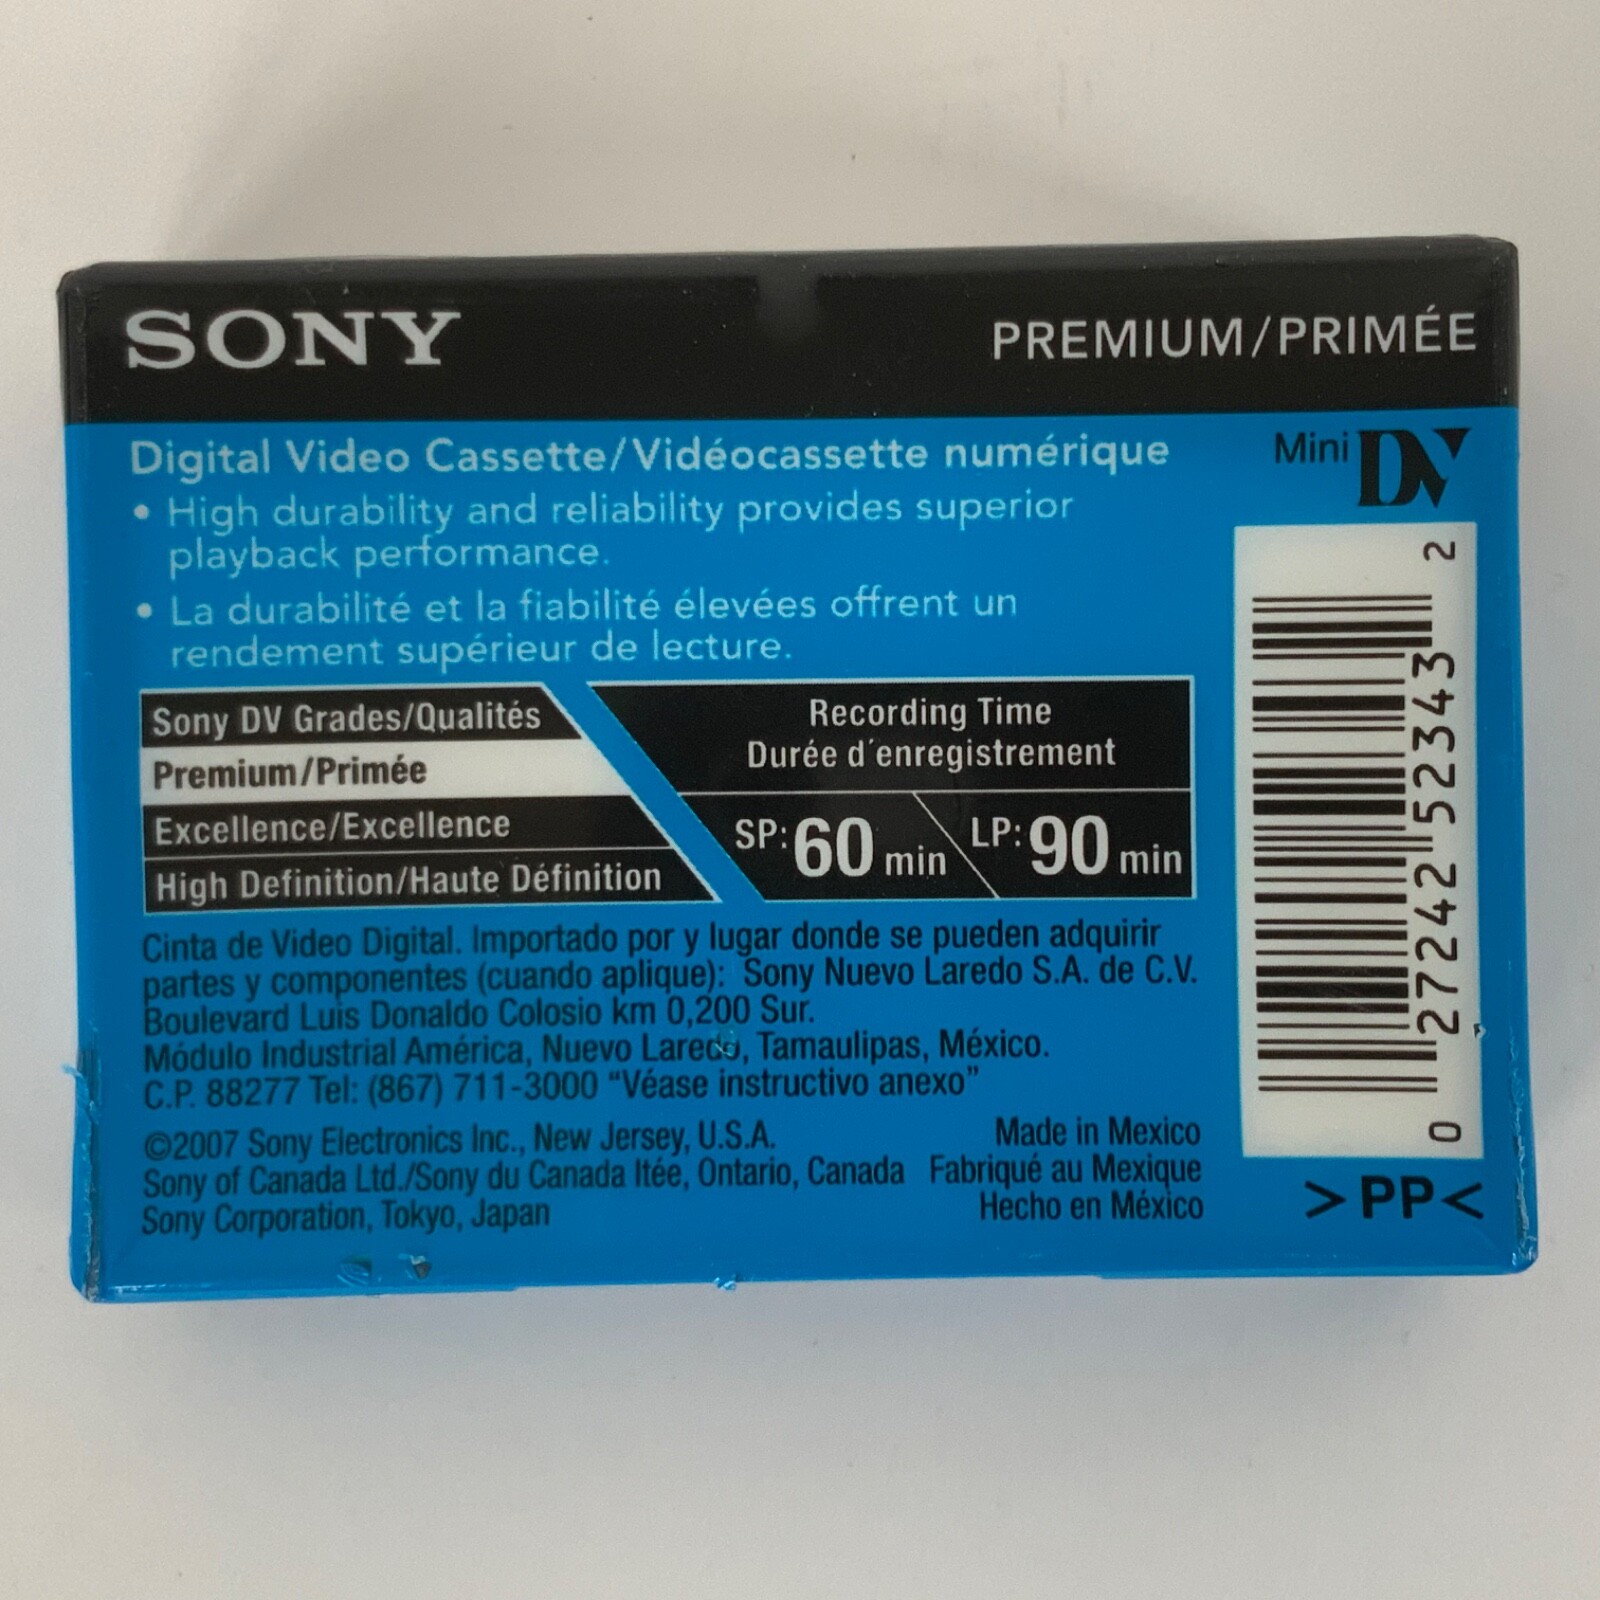 SONY
PREMIUM/PRIMÉE
Digital Video Cassette/Vidéocassette numérique
Mini DV
• High durability and reliability provides superior
playback performance.
• La durabilité et la fiabilité élevées offrent un
rendement supérieur de lecture.
Sony DV Grades/Qualités
Premium/Primée
Excellence/Excellence
High Definition/Haute Définition
Recording Time
Durée d´enregistrement
SP: 60 min LP: 90 min
Cinta de Video Digital. Importado por y lugar donde se pueden adquirir
partes y componentes (cuando aplique): Sony Nuevo Laredo S.A. de C.V.
Boulevard Luis Donaldo Colosio km 0,200 Sur.
Módulo Industrial América, Nuevo Laredo, Tamaulipas, México.
C.P. 88277 Tel: (867) 711-3000 “Véase instructivo anexo”
©2007 Sony Electronics Inc., New Jersey, U.S.A.
Sony of Canada Ltd./Sony du Canada ltée, Ontario, Canada
Sony Corporation, Tokyo, Japan
Made in Mexico
Fabriqué au Mexique
Hecho en México
0 27242 52343 2
>PP<